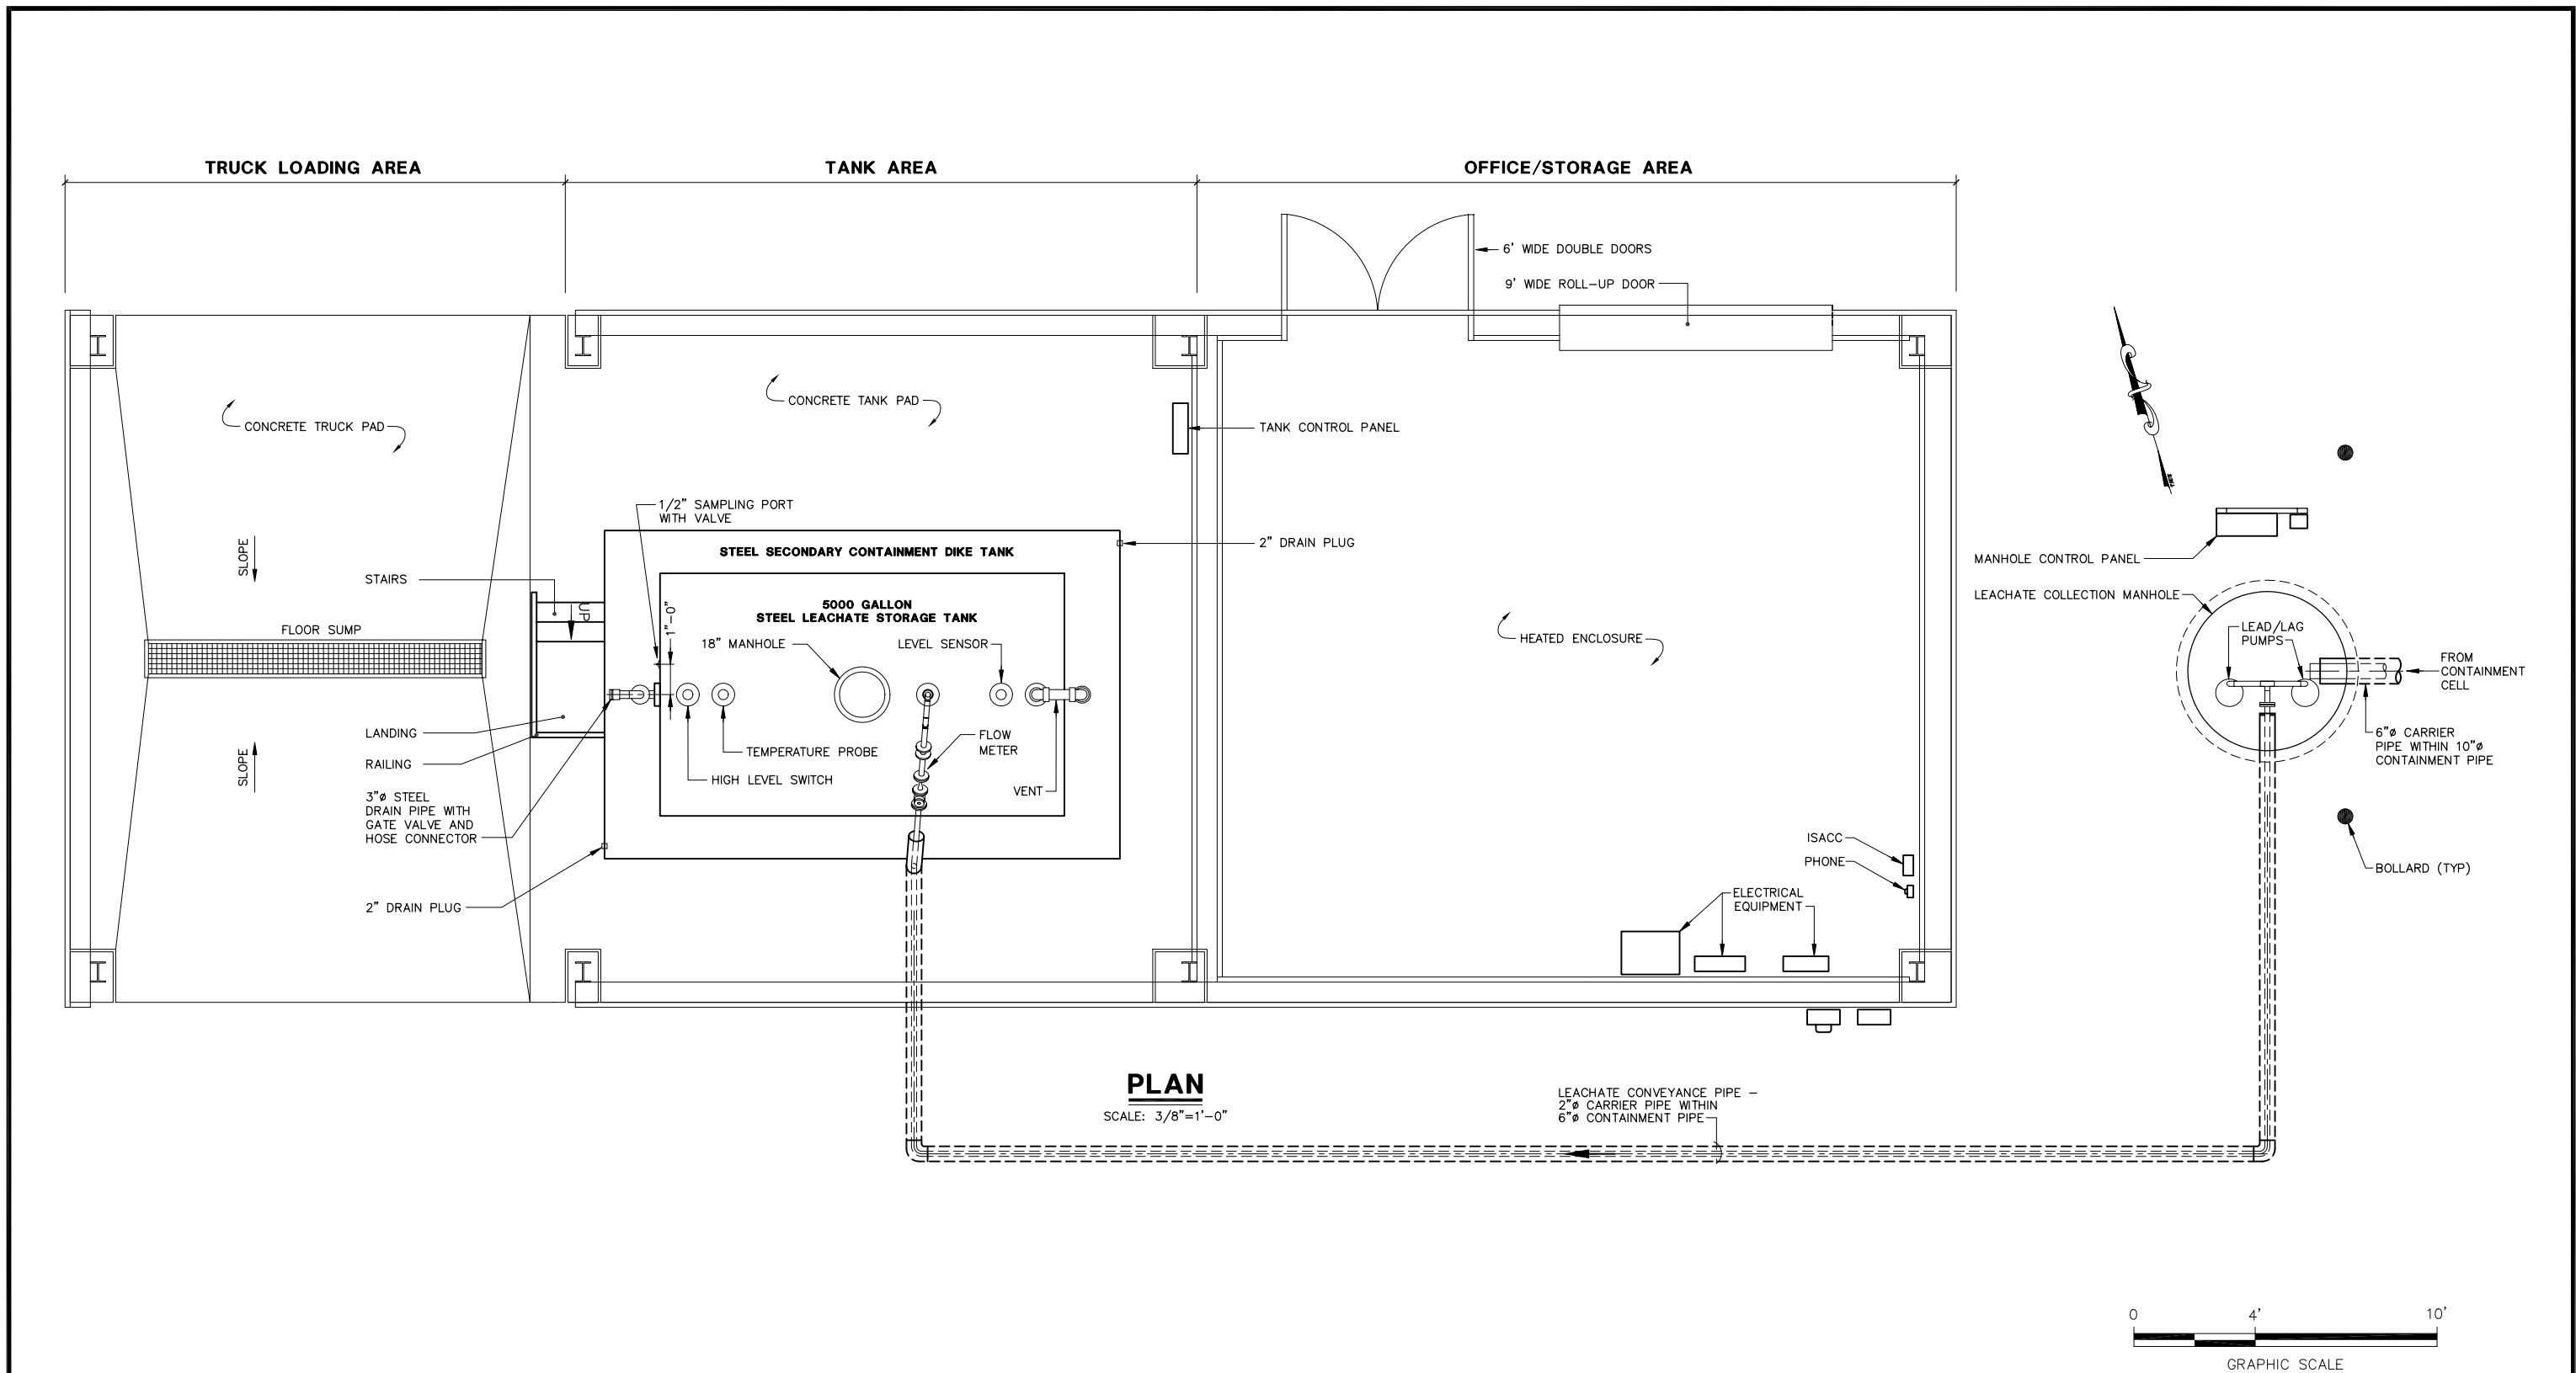 TRUCK LOADING AREA
TANK AREA
OFFICE/STORAGE AREA
6' WIDE DOUBLE DOORS
9' WIDE ROLL-UP DOOR
CONCRETE TRUCK PAD
CONCRETE TANK PAD
TANK CONTROL PANEL
1/2" SAMPLING PORT
WITH VALVE
2" DRAIN PLUG
STEEL SECONDARY CONTAINMENT DIKE TANK
SLOPE
STAIRS
UP
1"-0"
5000 GALLON
STEEL LEACHATE STORAGE TANK
FLOOR SUMP
18" MANHOLE
LEVEL SENSOR
HEATED ENCLOSURE
MANHOLE CONTROL PANEL
LEACHATE COLLECTION MANHOLE
LEAD/LAG
PUMPS
FROM
CONTAINMENT
CELL
LANDING
RAILING
SLOPE
TEMPERATURE PROBE
HIGH LEVEL SWITCH
FLOW
METER
VENT
6"ø CARRIER
PIPE WITHIN 10"ø
CONTAINMENT PIPE
3"ø STEEL
DRAIN PIPE WITH
GATE VALVE AND
HOSE CONNECTOR
2" DRAIN PLUG
ISACC
PHONE
ELECTRICAL
EQUIPMENT
BOLLARD (TYP)
PLAN
SCALE: 3/8"=1'-0"
LEACHATE CONVEYANCE PIPE -
2"ø CARRIER PIPE WITHIN
6"ø CONTAINMENT PIPE
0 4' 10'
GRAPHIC SCALE